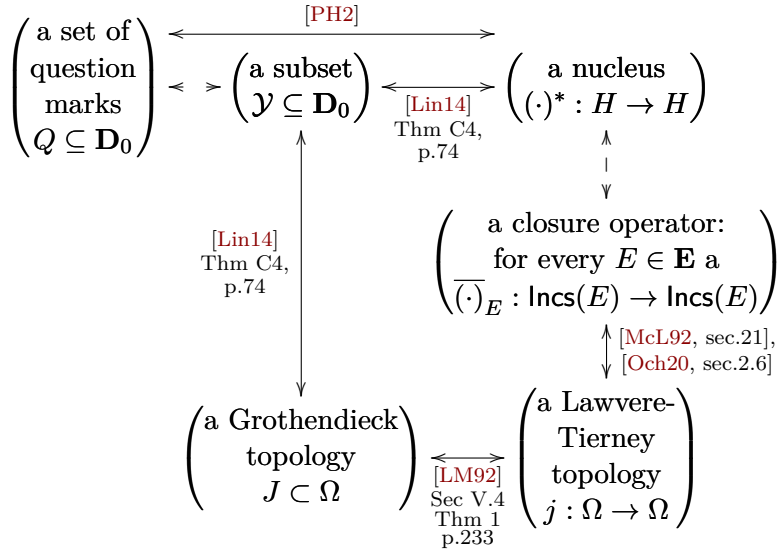 [PH2]
a set of
question
marks
Q ⊆ D₀
a subset
𝒴 ⊆ D₀
[Lin14]
Thm C4,
p.74
a nucleus
(·)* : H → H
[Lin14]
Thm C4,
p.74
a closure operator:
for every E ∈ E a
\overline{(·)}_E : Incs(E) → Incs(E)
[McL92, sec.21],
[Och20, sec.2.6]
a Grothendieck
topology
J ⊂ Ω
[LM92]
Sec V.4
Thm 1
p.233
a Lawvere-
Tierney
topology
j : Ω → Ω